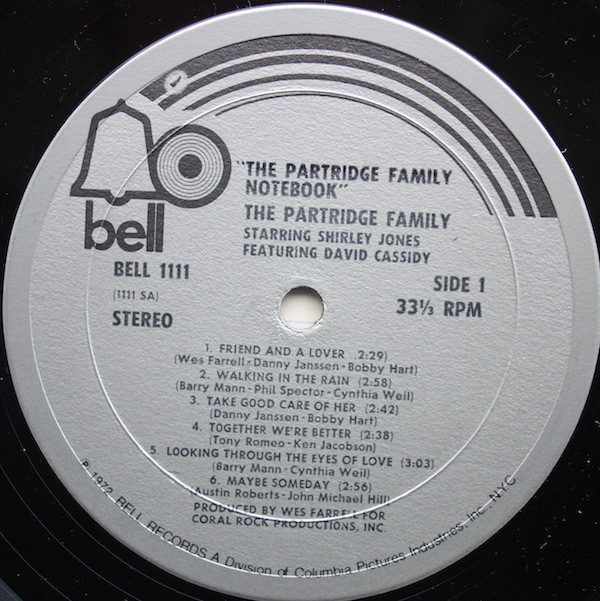 bell
"THE PARTRIDGE FAMILY
NOTEBOOK"
THE PARTRIDGE FAMILY
STARRING SHIRLEY JONES
FEATURING DAVID CASSIDY
BELL 1111
(1111 SA)
STEREO
SIDE 1
33⅓ RPM
1. FRIEND AND A LOVER (2:29)
(Wes Farrell-Danny Janssen-Bobby Hart)
2. WALKING IN THE RAIN (2:58)
(Barry Mann-Phil Spector-Cynthia Weil)
3. TAKE GOOD CARE OF HER (2:42)
(Danny Janssen-Bobby Hart)
4. TOGETHER WE'RE BETTER (2:38)
(Tony Romeo-Ken Jacobson)
5. LOOKING THROUGH THE EYES OF LOVE (3:03)
(Barry Mann-Cynthia Weil)
6. MAYBE SOMEDAY (2:56)
(Austin Roberts-John Michael Hill)
PRODUCED BY WES FARRELL FOR
CORAL ROCK PRODUCTIONS, INC.
℗ 1972, BELL RECORDS A Division of Columbia Pictures Industries, Inc., N.Y.C.